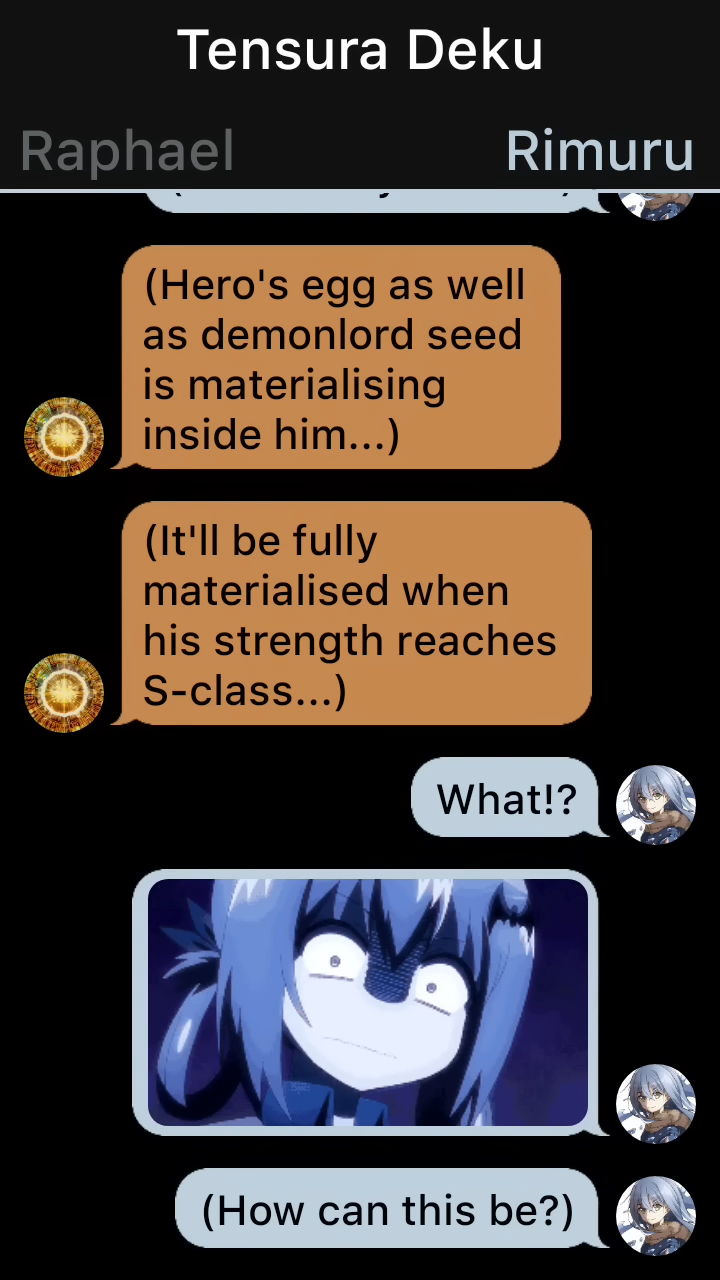 Tensura Deku
Raphael
Rimuru
(Hero's egg as well
as demonlord seed
is materialising
inside him...)
(It'll be fully
materialised when
his strength reaches
S-class...)
What!?
(How can this be?)